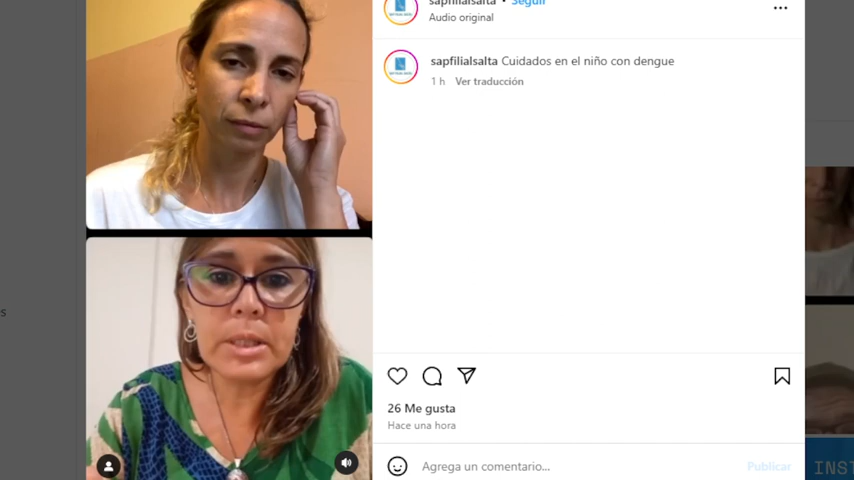 sapfilialsalta • Seguir
Audio original
sapfilialsalta Cuidados en el niño con dengue
1 h Ver traducción
26 Me gusta
Hace una hora
Agrega un comentario...
Publicar
INST
s